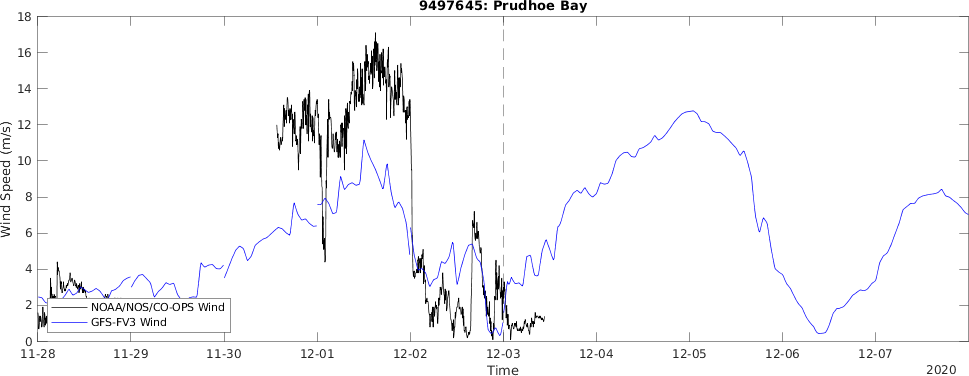 9497645: Prudhoe Bay
18
16
14
12
10
8
6
4
2
0
Wind Speed (m/s)
NOAA/NOS/CO-OPS Wind
GFS-FV3 Wind
11-28 11-29 11-30 12-01 12-02 12-03 12-04 12-05 12-06 12-07
Time
2020